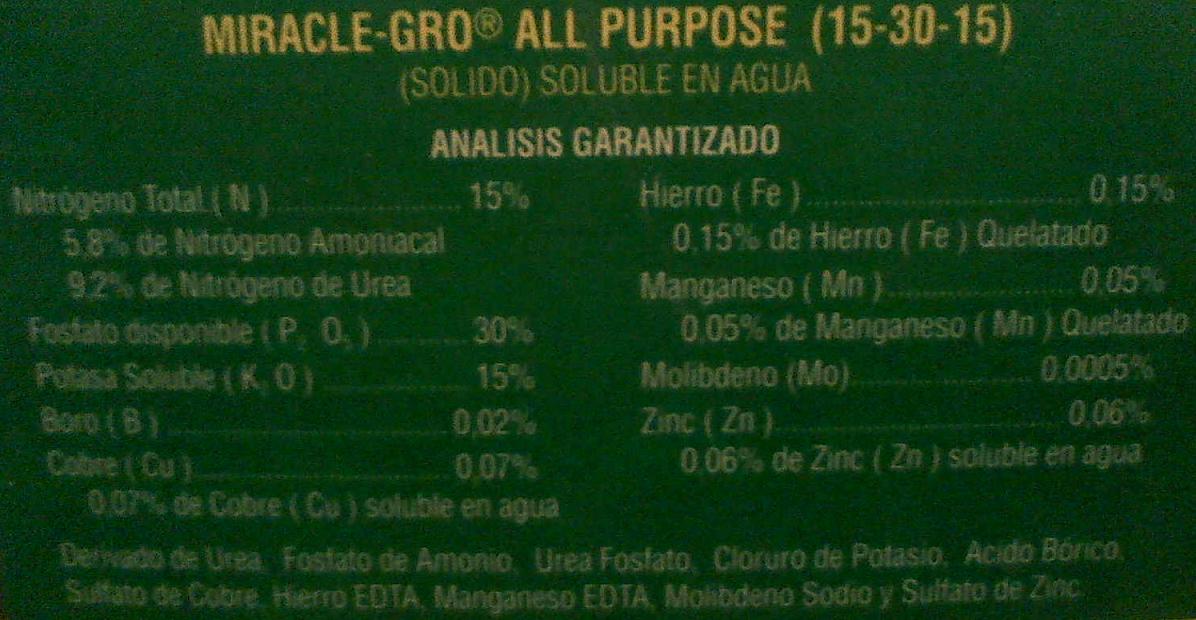 MIRACLE-GRO® ALL PURPOSE (15-30-15)
(SOLIDO) SOLUBLE EN AGUA
ANALISIS GARANTIZADO
Nitrógeno Total ( N ) 15%
5.8% de Nitrógeno Amoniacal
9.2% de Nitrógeno de Urea
Fosfato disponible ( P₂ O₅ ) 30%
Potasa Soluble ( K₂ O ) 15%
Boro ( B ) 0,02%
Cobre ( Cu ) 0,07%
0,07% de Cobre ( Cu ) soluble en agua
Hierro ( Fe ) 0,15%
0,15% de Hierro ( Fe ) Quelatado
Manganeso ( Mn ) 0,05%
0.05% de Manganeso ( Mn ) Quelatado
Molibdeno (Mo) 0,0005%
Zinc ( Zn ) 0.06%
0.06% de Zinc ( Zn ) soluble en agua
Derivado de Urea, Fosfato de Amonio, Urea Fosfato, Cloruro de Potasio, Acido Bórico,
Sulfato de Cobre, Hierro EDTA, Manganeso EDTA, Molibdeno Sodio y Sulfato de Zinc.